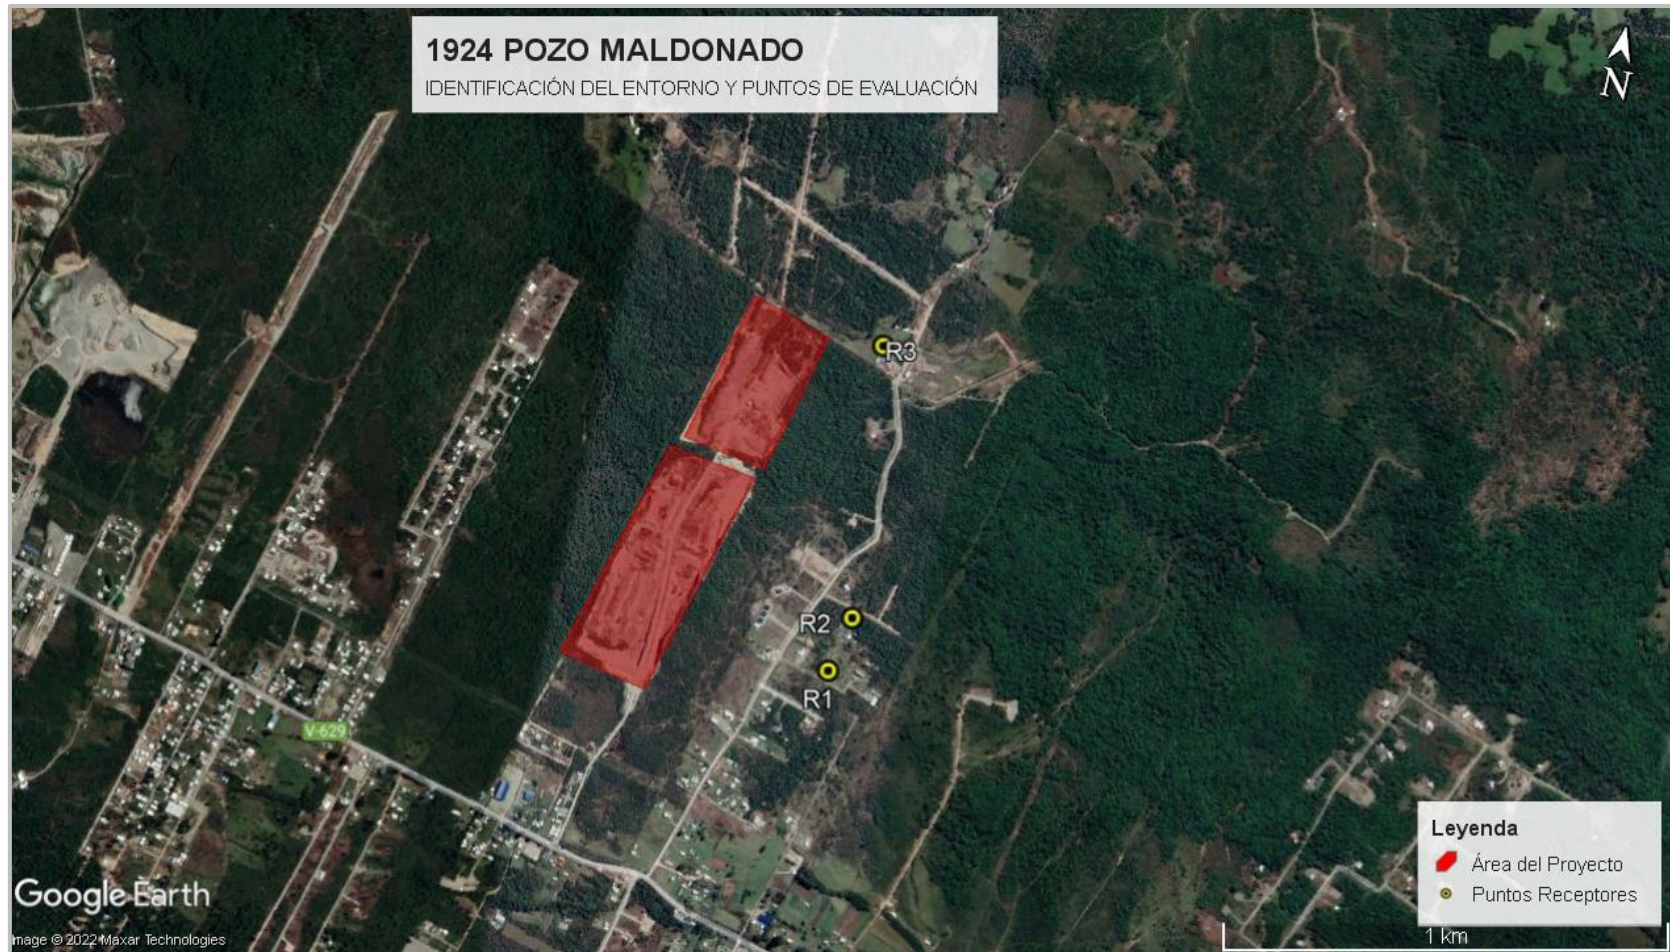 1924 POZO MALDONADO
IDENTIFICACIÓN DEL ENTORNO Y PUNTOS DE EVALUACIÓN
N
R3
R2
R1
V-629
Leyenda
Área del Proyecto
Puntos Receptores
Google Earth
mage © 2022 Maxar Technologies
1 km